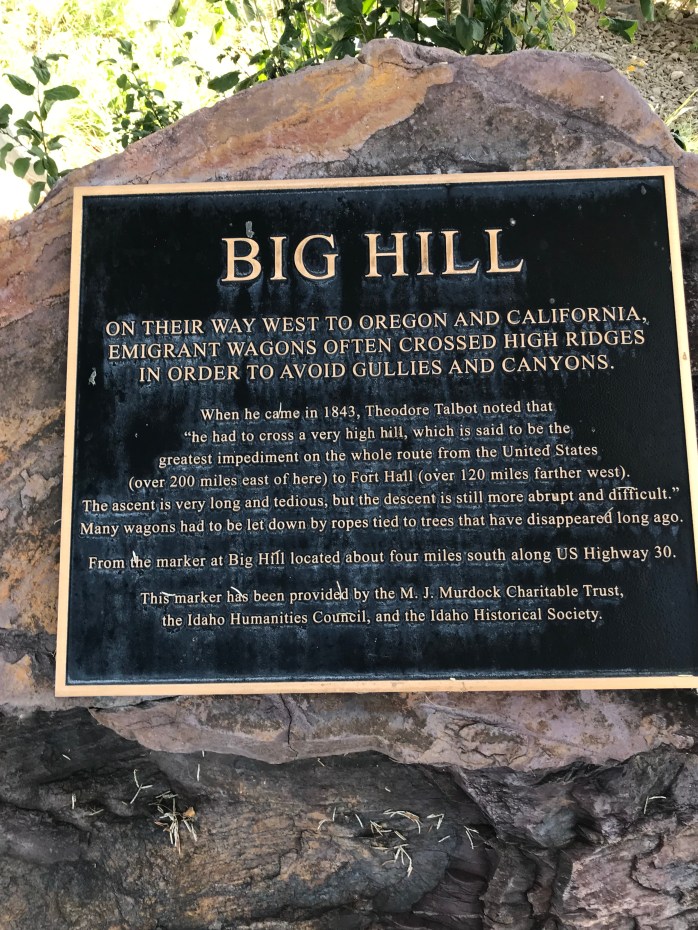 BIG HILL
ON THEIR WAY WEST TO OREGON AND CALIFORNIA,
EMIGRANT WAGONS OFTEN CROSSED HIGH RIDGES
IN ORDER TO AVOID GULLIES AND CANYONS.
When he came in 1843, Theodore Talbot noted that
“he had to cross a very high hill, which is said to be the
greatest impediment on the whole route from the United States
(over 200 miles east of here) to Fort Hall (over 120 miles farther west).
The ascent is very long and tedious, but the descent is still more abrupt and difficult.”
Many wagons had to be let down by ropes tied to trees that have disappeared long ago.
From the marker at Big Hill located about four miles south along US Highway 30.
This marker has been provided by the M. J. Murdock Charitable Trust,
the Idaho Humanities Council, and the Idaho Historical Society.